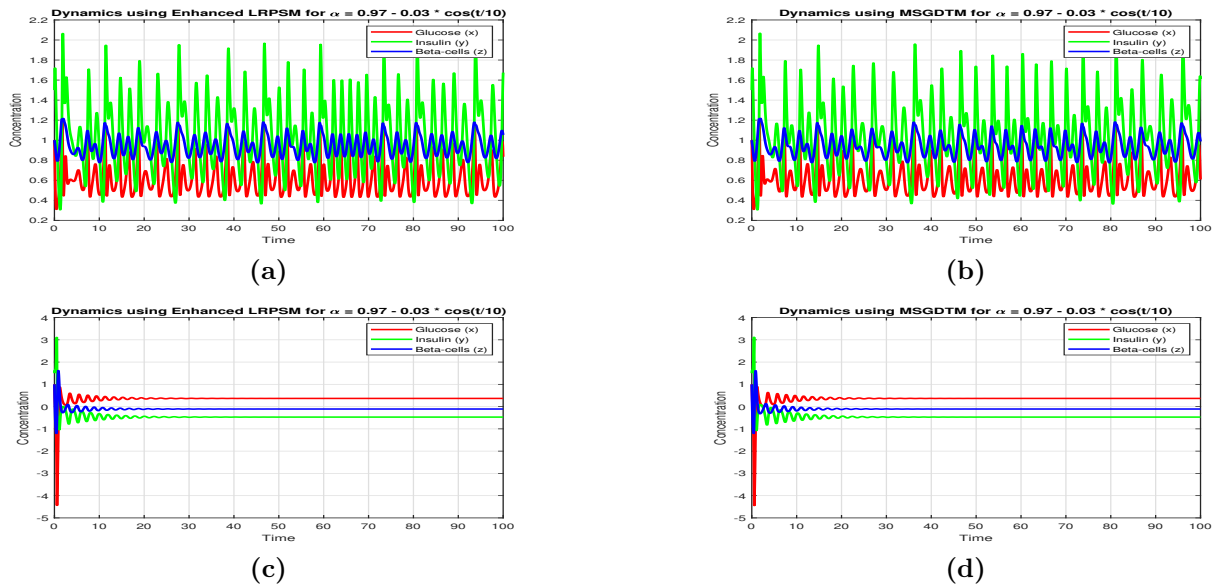 Dynamics using Enhanced LRPSM for α = 0.97 - 0.03 * cos(t/10)
2.2
2
1.8
1.6
1.4
1.2
1
0.8
0.6
0.4
0.2
Concentration
Glucose (x)
Insulin (y)
Beta-cells (z)
0 10 20 30 40 50 60 70 80 90 100
Time
(a)
Dynamics using MSGDTM for α = 0.97 - 0.03 * cos(t/10)
2.2
2
1.8
1.6
1.4
1.2
1
0.8
0.6
0.4
0.2
Concentration
Glucose (x)
Insulin (y)
Beta-cells (z)
0 10 20 30 40 50 60 70 80 90 100
Time
(b)
Dynamics using Enhanced LRPSM for α = 0.97 - 0.03 * cos(t/10)
4
3
2
1
0
-1
-2
-3
-4
-5
Concentration
Glucose (x)
Insulin (y)
Beta-cells (z)
0 10 20 30 40 50 60 70 80 90 100
Time
(c)
Dynamics using MSGDTM for α = 0.97 - 0.03 * cos(t/10)
4
3
2
1
0
-1
-2
-3
-4
-5
Concentration
Glucose (x)
Insulin (y)
Beta-cells (z)
0 10 20 30 40 50 60 70 80 90 100
Time
(d)